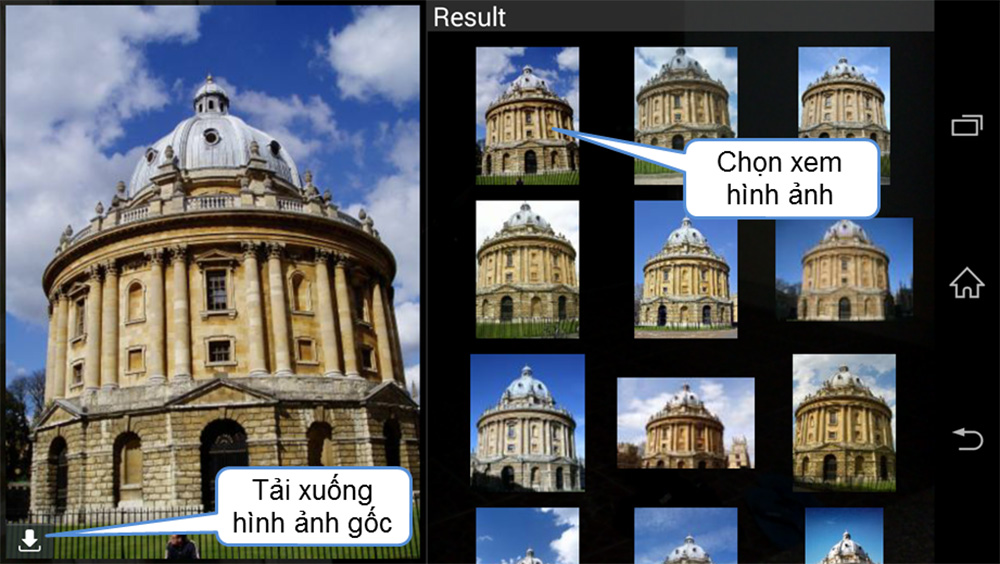 Result
Chọn xem
hình ảnh
Tải xuống
hình ảnh gốc